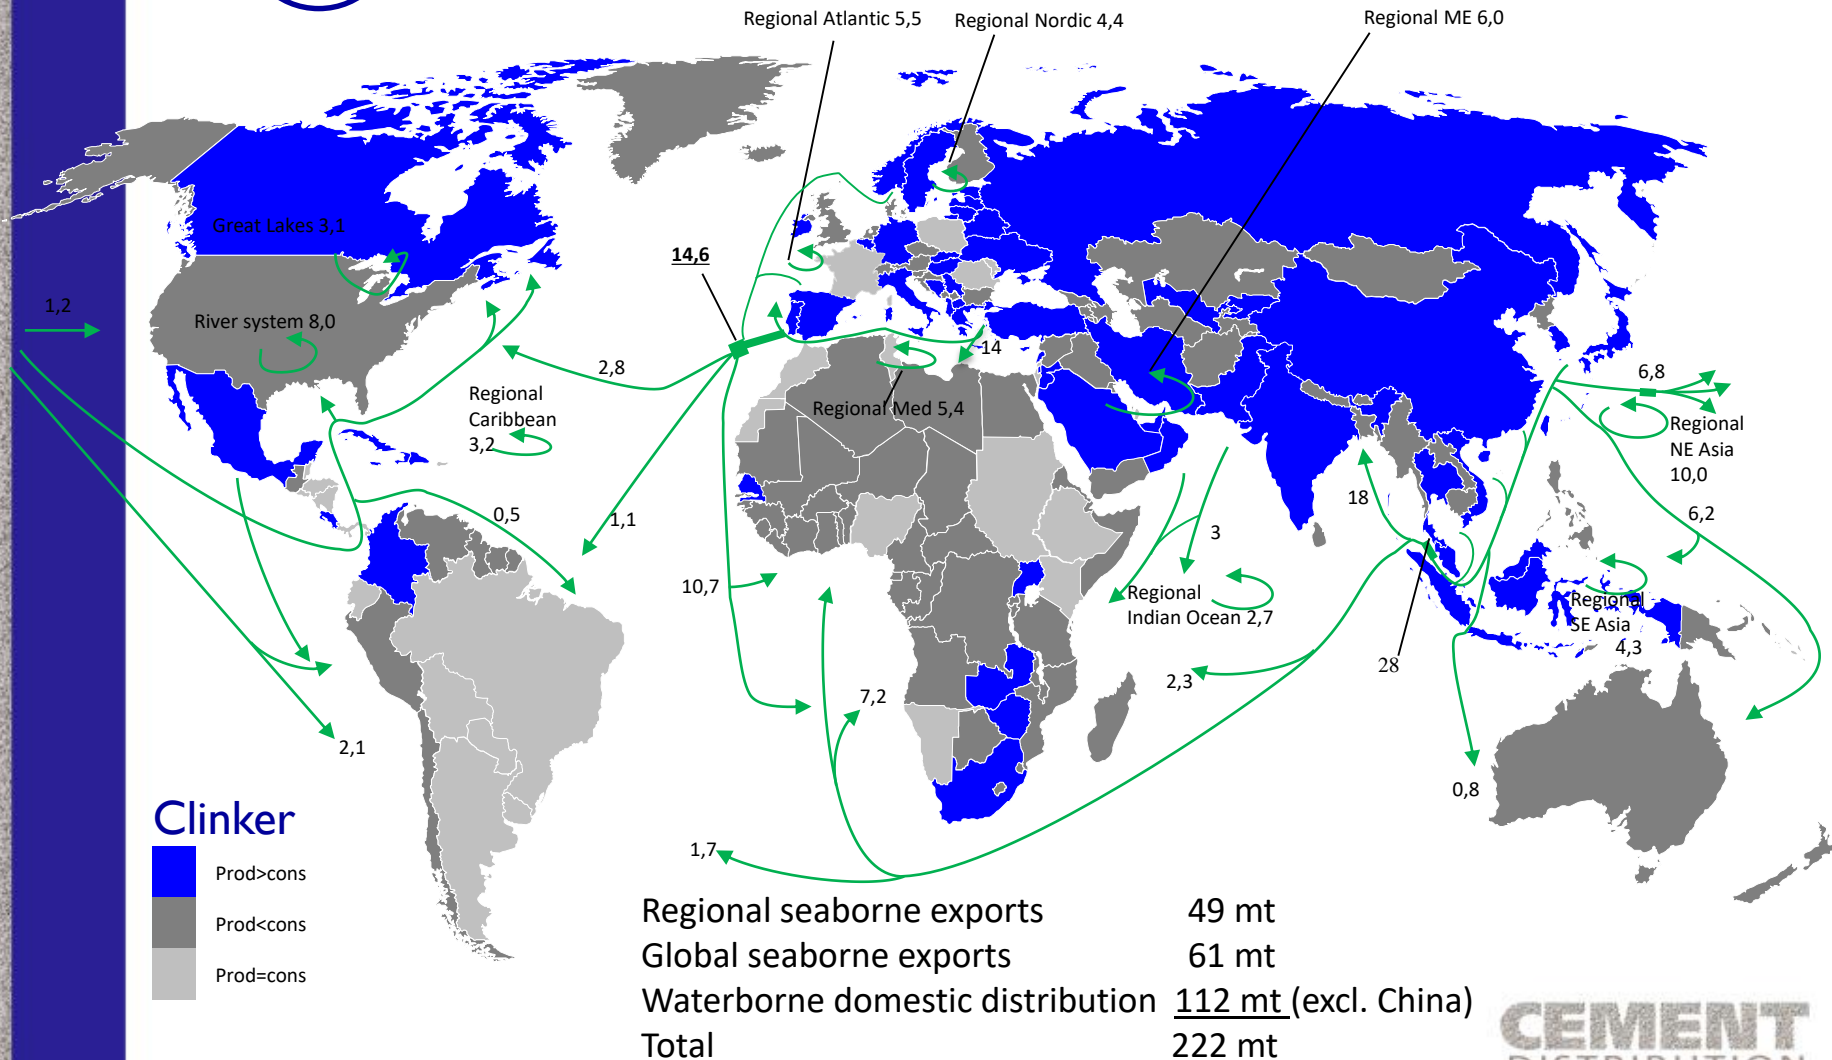 Regional Atlantic 5,5
Regional Nordic 4,4
Regional ME 6,0
Great Lakes 3,1
14,6
1,2
River system 8,0
14
2,8
6,8
Regional
Caribbean
3,2
Regional Med 5,4
Regional
NE Asia
10,0
18
0,5
1,1
3
6,2
10,7
Regional
Indian Ocean 2,7
Regional
SE Asia
4,3
28
2,3
7,2
2,1
0,8
1,7
Clinker
Prod>cons
Prod<cons
Prod=cons
Regional seaborne exports 49 mt
Global seaborne exports 61 mt
Waterborne domestic distribution 112 mt (excl. China)
Total 222 mt
CEMENT
DISTRIBUTION